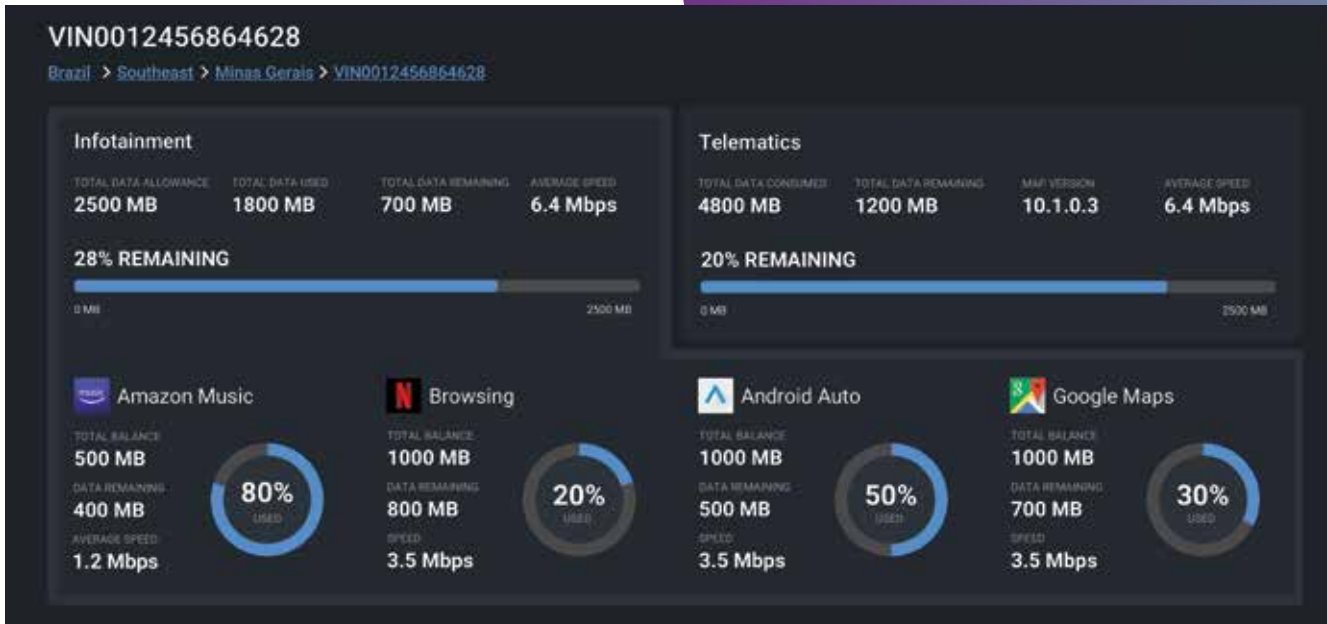 VIN0012456864628
Brazil > Southeast > Minas Gerais > VIN0012456864628
Infotainment
TOTAL DATA ALLOWANCE TOTAL DATA USED TOTAL DATA REMAINING AVERAGE SPEED
2500 MB 1800 MB 700 MB 6.4 Mbps
28% REMAINING
0 MB 2500 MB
Telematics
TOTAL DATA CONSUMED TOTAL DATA REMAINING MAP VERSION AVERAGE SPEED
4800 MB 1200 MB 10.1.0.3 6.4 Mbps
20% REMAINING
0 MB 2500 MB
music
Amazon Music
TOTAL BALANCE
500 MB
DATA REMAINING
400 MB
AVERAGE SPEED
1.2 Mbps
80%
USED
N
Browsing
TOTAL BALANCE
1000 MB
DATA REMAINING
800 MB
SPEED
3.5 Mbps
20%
USED
Android Auto
TOTAL BALANCE
1000 MB
DATA REMAINING
500 MB
SPEED
3.5 Mbps
50%
USED
8
Google Maps
TOTAL BALANCE
1000 MB
DATA REMAINING
700 MB
SPEED
3.5 Mbps
30%
USED